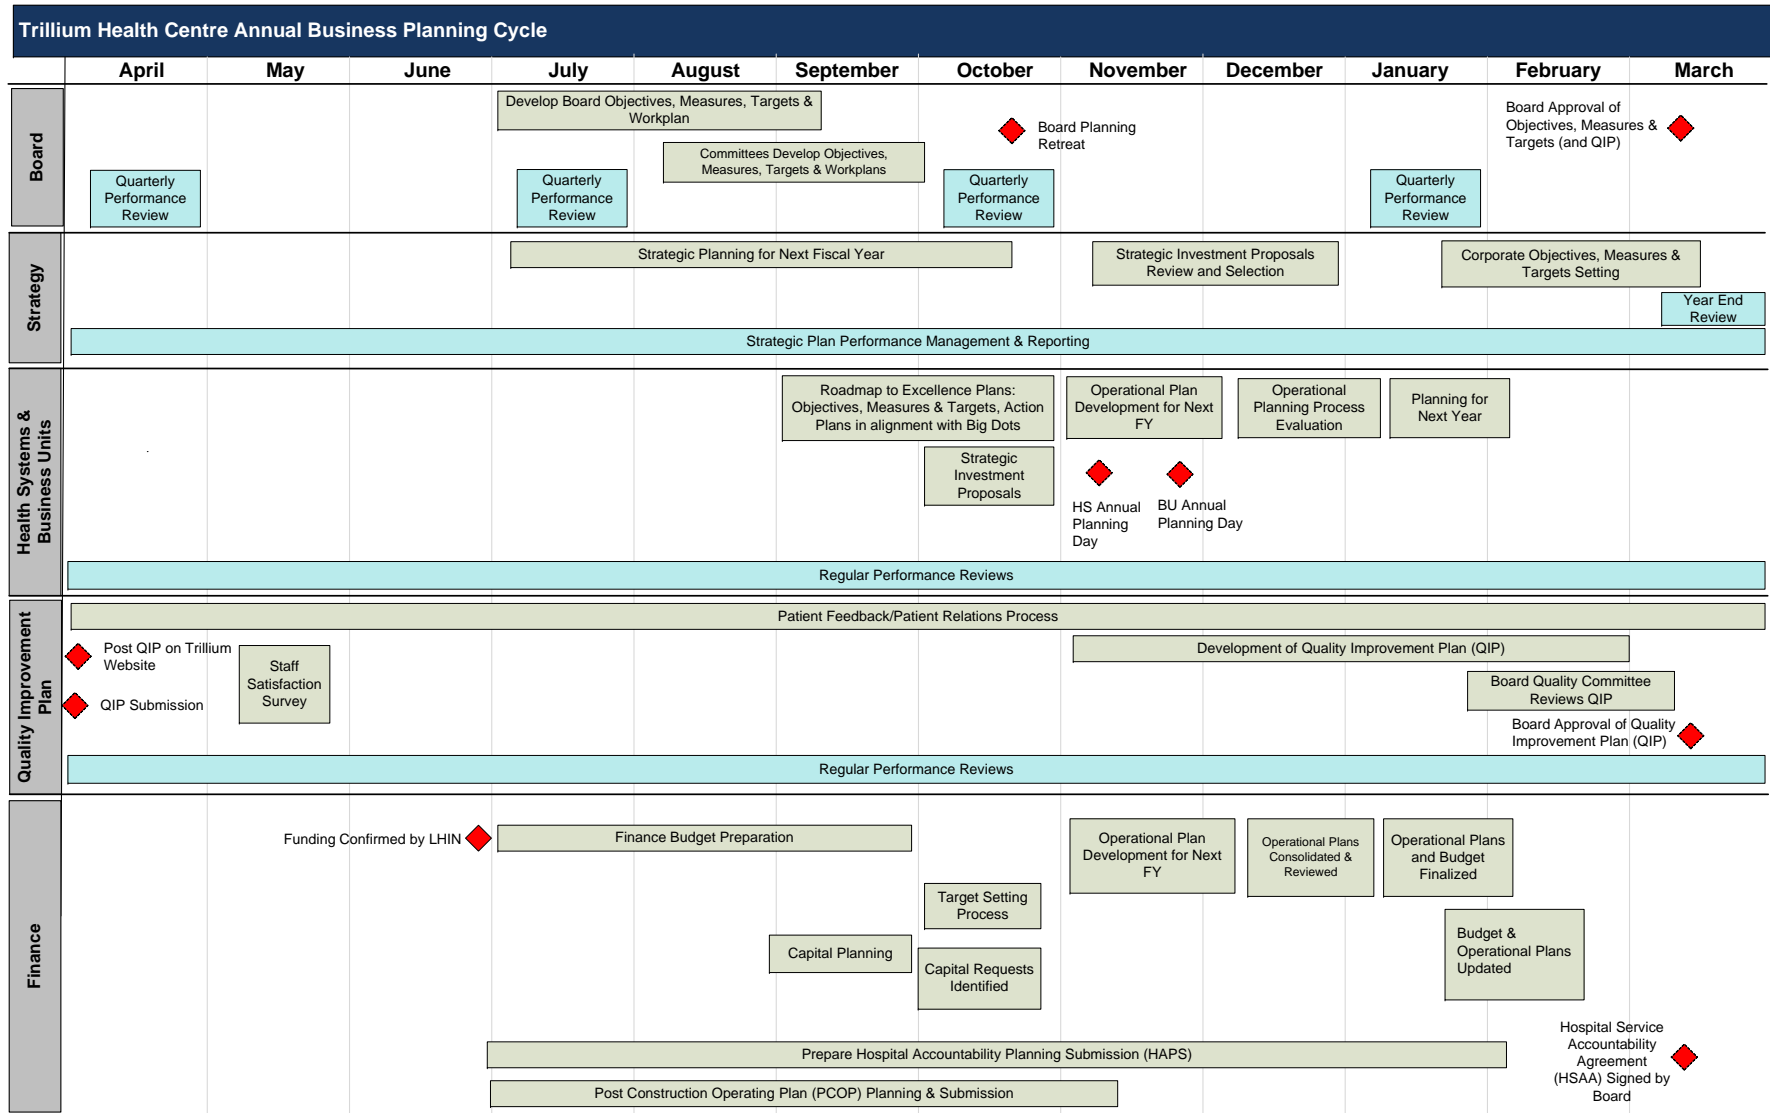 Trillium Health Centre Annual Business Planning Cycle
April May June July August September October November December January February March
Board
Develop Board Objectives, Measures, Targets &
Workplan
Board Planning
Retreat
Board Approval of
Objectives, Measures &
Targets (and QIP)
Committees Develop Objectives,
Measures, Targets & Workplans
Quarterly
Performance
Review
Quarterly
Performance
Review
Quarterly
Performance
Review
Quarterly
Performance
Review
Strategy
Strategic Planning for Next Fiscal Year
Strategic Investment Proposals
Review and Selection
Corporate Objectives, Measures &
Targets Setting
Year End
Review
Strategic Plan Performance Management & Reporting
Health Systems &
Business Units
Roadmap to Excellence Plans:
Objectives, Measures & Targets, Action
Plans in alignment with Big Dots
Operational Plan
Development for Next
FY
Operational
Planning Process
Evaluation
Planning for
Next Year
Strategic
Investment
Proposals
HS Annual
Planning
Day
BU Annual
Planning Day
Regular Performance Reviews
Quality Improvement
Plan
Patient Feedback/Patient Relations Process
Post QIP on Trillium
Website
Staff
Satisfaction
Survey
Development of Quality Improvement Plan (QIP)
QIP Submission
Board Quality Committee
Reviews QIP
Board Approval of Quality
Improvement Plan (QIP)
Regular Performance Reviews
Finance
Funding Confirmed by LHIN
Finance Budget Preparation
Operational Plan
Development for Next
FY
Operational Plans
Consolidated &
Reviewed
Operational Plans
and Budget
Finalized
Target Setting
Process
Capital Planning
Capital Requests
Identified
Budget &
Operational Plans
Updated
Prepare Hospital Accountability Planning Submission (HAPS)
Hospital Service
Accountability
Agreement
(HSAA) Signed by
Board
Post Construction Operating Plan (PCOP) Planning & Submission